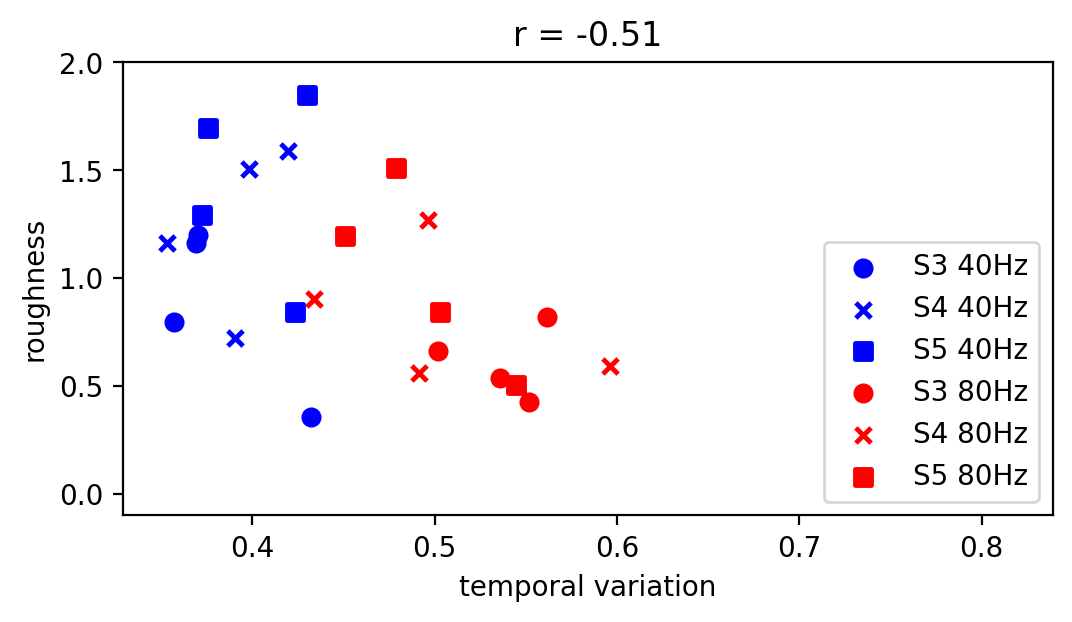 r = -0.51
2.0
1.5
1.0
0.5
0.0
roughness
0.4
0.5
0.6
0.7
0.8
temporal variation
S3 40Hz
S4 40Hz
S5 40Hz
S3 80Hz
S4 80Hz
S5 80Hz